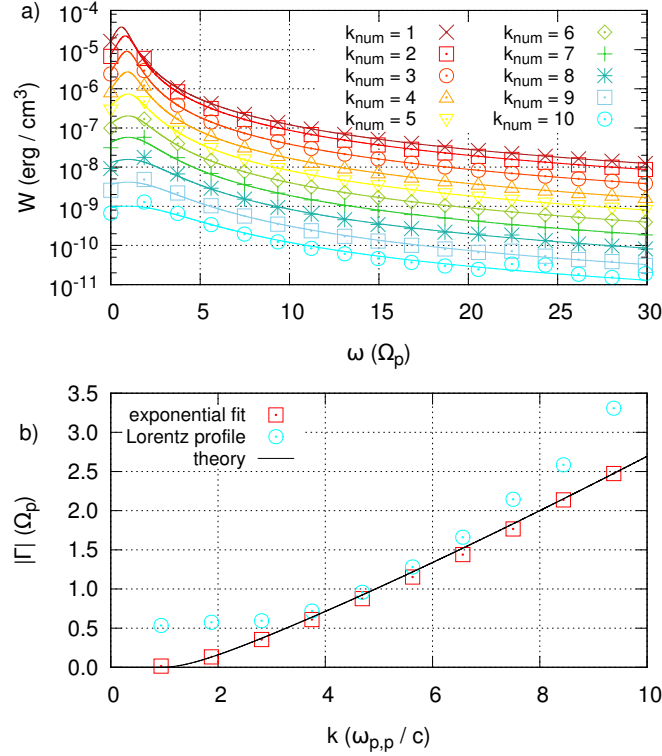 a)
W (erg / cm³)
10⁻⁴
10⁻⁵
10⁻⁶
10⁻⁷
10⁻⁸
10⁻⁹
10⁻¹⁰
10⁻¹¹
k_num = 1
k_num = 2
k_num = 3
k_num = 4
k_num = 5
k_num = 6
k_num = 7
k_num = 8
k_num = 9
k_num = 10
0 5 10 15 20 25 30
ω (Ω_p)
b)
|Γ| (Ω_p)
3.5
3.0
2.5
2.0
1.5
1.0
0.5
0.0
exponential fit
Lorentz profile
theory
0 2 4 6 8 10
k (ω_p,p / c)